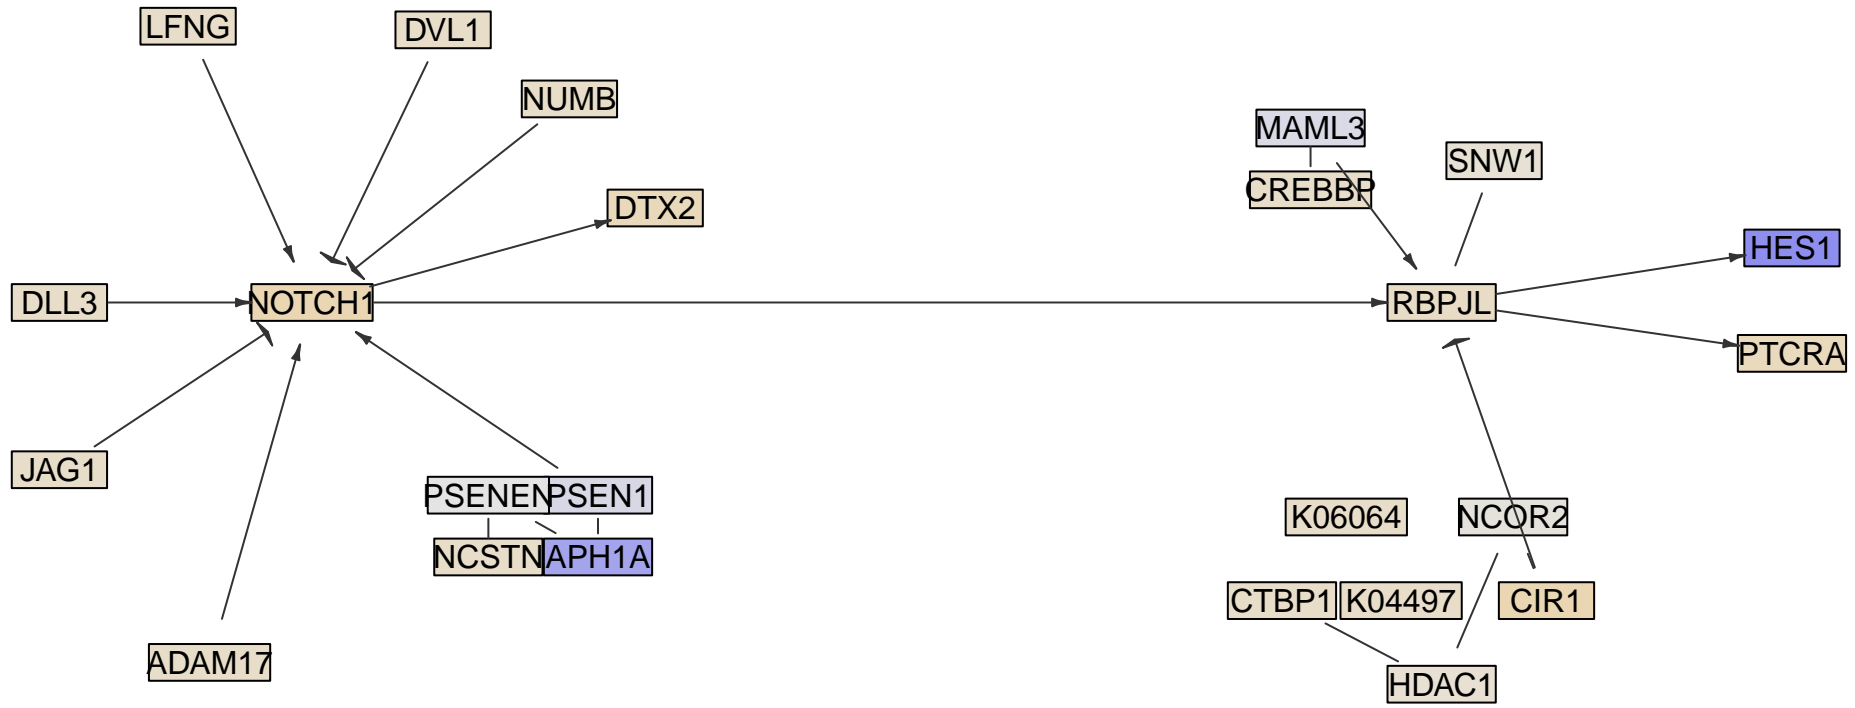 LFNG
DVL1
NUMB
MAML3
SNW1
CREBBP
DTX2
HES1
DLL3
NOTCH1
RBPJL
PTCRA
JAG1
PSENEN
PSEN1
K06064
NCOR2
NCSTN
APH1A
CTBP1
K04497
CIR1
ADAM17
HDAC1